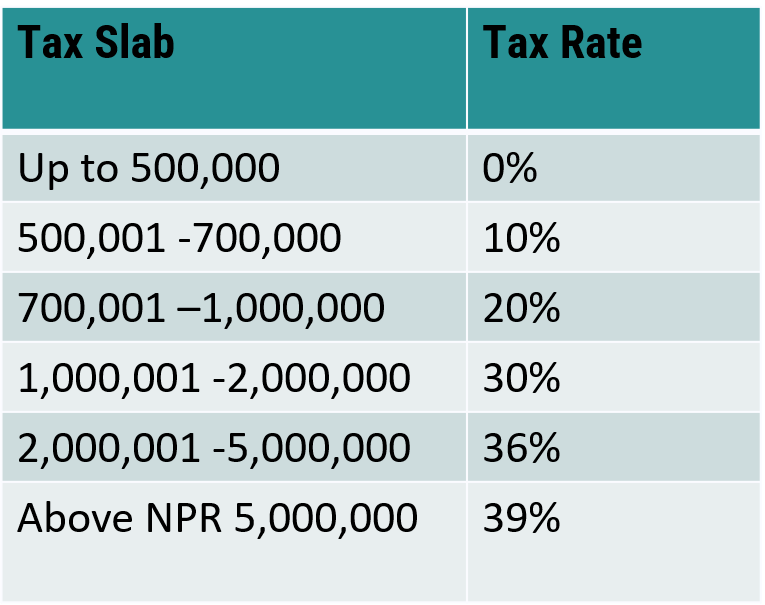 Tax Slab Tax Rate
Up to 500,000 0%
500,001 -700,000 10%
700,001 –1,000,000 20%
1,000,001 -2,000,000 30%
2,000,001 -5,000,000 36%
Above NPR 5,000,000 39%